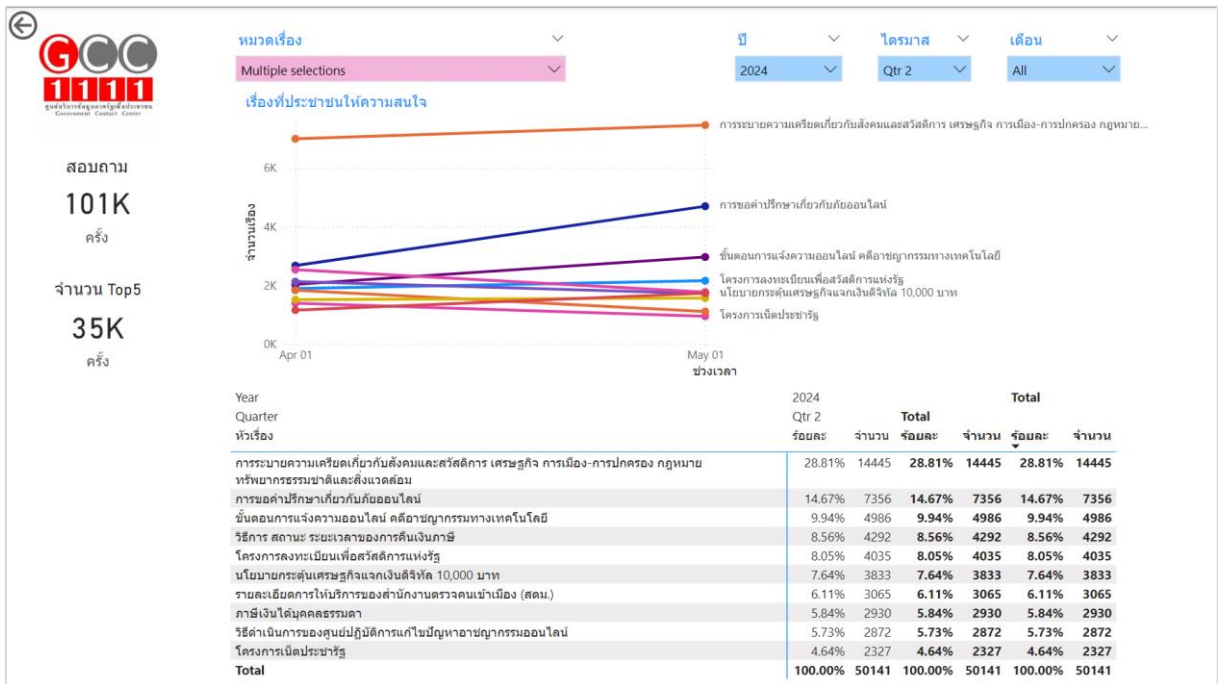 GCC
1111
ศูนย์บริการข้อมูลภาครัฐเพื่อประชาชน
Government Contact Center
หมวดเรื่อง
Multiple selections
ปี
2024
ไตรมาส
Qtr 2
เดือน
All
เรื่องที่ประชาชนให้ความสนใจ
สอบถาม
101K
ครั้ง
จำนวน Top5
35K
ครั้ง
จำนวนเรื่อง
6K
4K
2K
0K
Apr 01
May 01
ช่วงเวลา
การระบายความเครียดเกี่ยวกับสังคมและสวัสดิการ เศรษฐกิจ การเมือง-การปกครอง กฎหมาย...
การขอคำปรึกษาเกี่ยวกับภัยออนไลน์
ขั้นตอนการแจ้งความออนไลน์ คดีอาชญากรรมทางเทคโนโลยี
โครงการลงทะเบียนเพื่อสวัสดิการแห่งรัฐ
นโยบายกระตุ้นเศรษฐกิจแจกเงินดิจิทัล 10,000 บาท
โครงการเน็ตประชารัฐ
Year 2024 Total
Quarter Qtr 2 Total
หัวเรื่อง ร้อยละ จำนวน ร้อยละ จำนวน ร้อยละ จำนวน
การระบายความเครียดเกี่ยวกับสังคมและสวัสดิการ เศรษฐกิจ การเมือง-การปกครอง กฎหมาย 28.81% 14445 28.81% 14445 28.81% 14445
ทรัพยากรธรรมชาติและสิ่งแวดล้อม
การขอคำปรึกษาเกี่ยวกับภัยออนไลน์ 14.67% 7356 14.67% 7356 14.67% 7356
ขั้นตอนการแจ้งความออนไลน์ คดีอาชญากรรมทางเทคโนโลยี 9.94% 4986 9.94% 4986 9.94% 4986
วิธีการ สถานะ ระยะเวลาของการคืนเงินภาษี 8.56% 4292 8.56% 4292 8.56% 4292
โครงการลงทะเบียนเพื่อสวัสดิการแห่งรัฐ 8.05% 4035 8.05% 4035 8.05% 4035
นโยบายกระตุ้นเศรษฐกิจแจกเงินดิจิทัล 10,000 บาท 7.64% 3833 7.64% 3833 7.64% 3833
รายละเอียดการให้บริการของสำนักงานตรวจคนเข้าเมือง (สตม.) 6.11% 3065 6.11% 3065 6.11% 3065
ภาษีเงินได้บุคคลธรรมดา 5.84% 2930 5.84% 2930 5.84% 2930
วิธีดำเนินการของศูนย์ปฏิบัติการแก้ไขปัญหาอาชญากรรมออนไลน์ 5.73% 2872 5.73% 2872 5.73% 2872
โครงการเน็ตประชารัฐ 4.64% 2327 4.64% 2327 4.64% 2327
Total 100.00% 50141 100.00% 50141 100.00% 50141